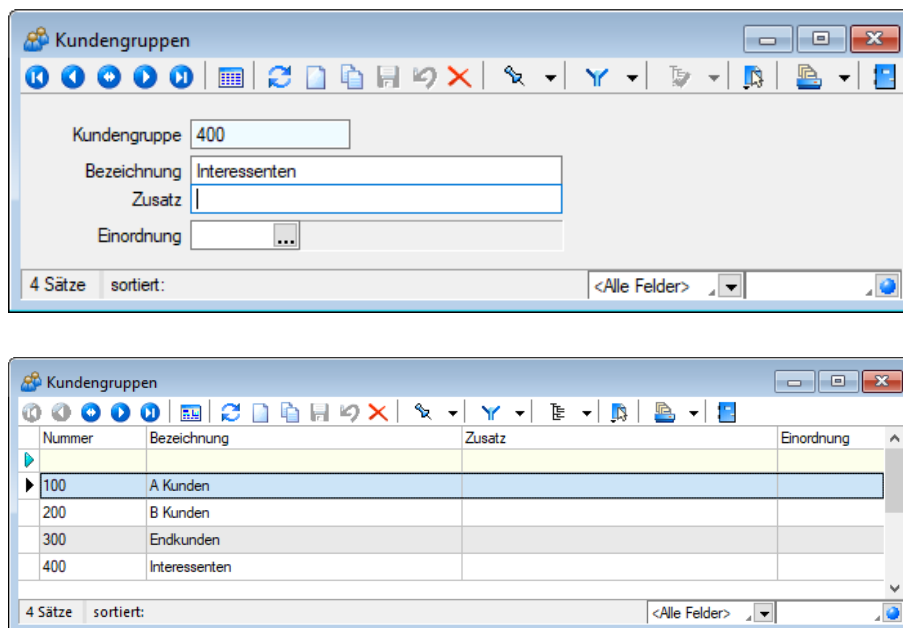 Kundengruppen
Kundengruppe 400
Bezeichnung Interessenten
Zusatz
Einordnung ...
4 Sätze sortiert: <Alle Felder>
Kundengruppen
Nummer Bezeichnung Zusatz Einordnung
100 A Kunden
200 B Kunden
300 Endkunden
400 Interessenten
4 Sätze sortiert: <Alle Felder>